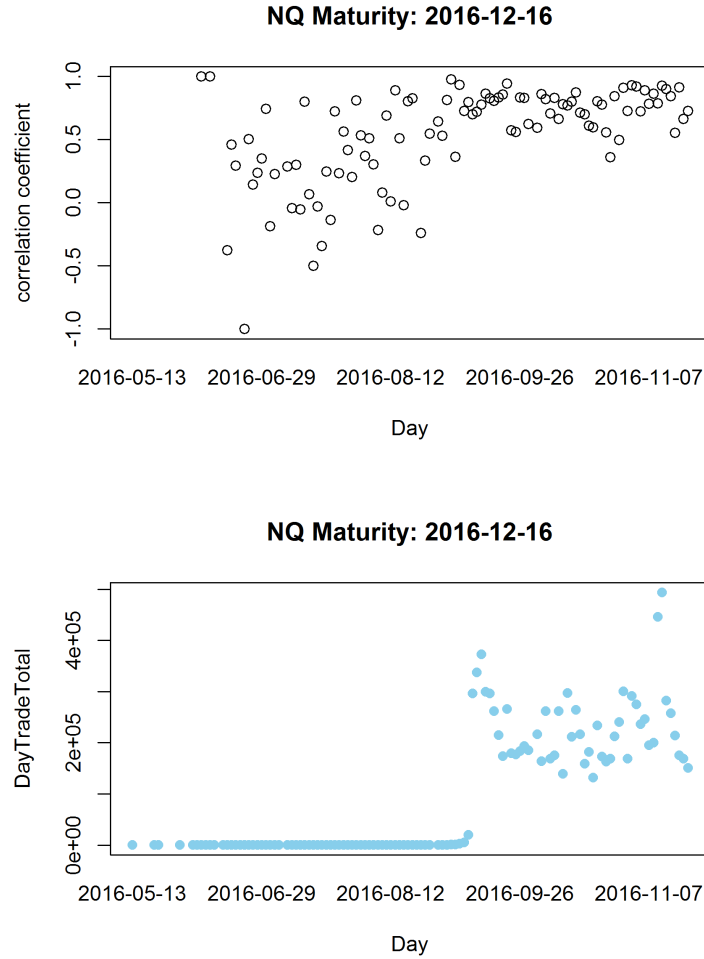 NQ Maturity: 2016-12-16
correlation coefficient
1.0
0.5
0.0
-0.5
-1.0
2016-05-13 2016-06-29 2016-08-12 2016-09-26 2016-11-07
Day
NQ Maturity: 2016-12-16
DayTradeTotal
4e+05
2e+05
0e+00
2016-05-13 2016-06-29 2016-08-12 2016-09-26 2016-11-07
Day